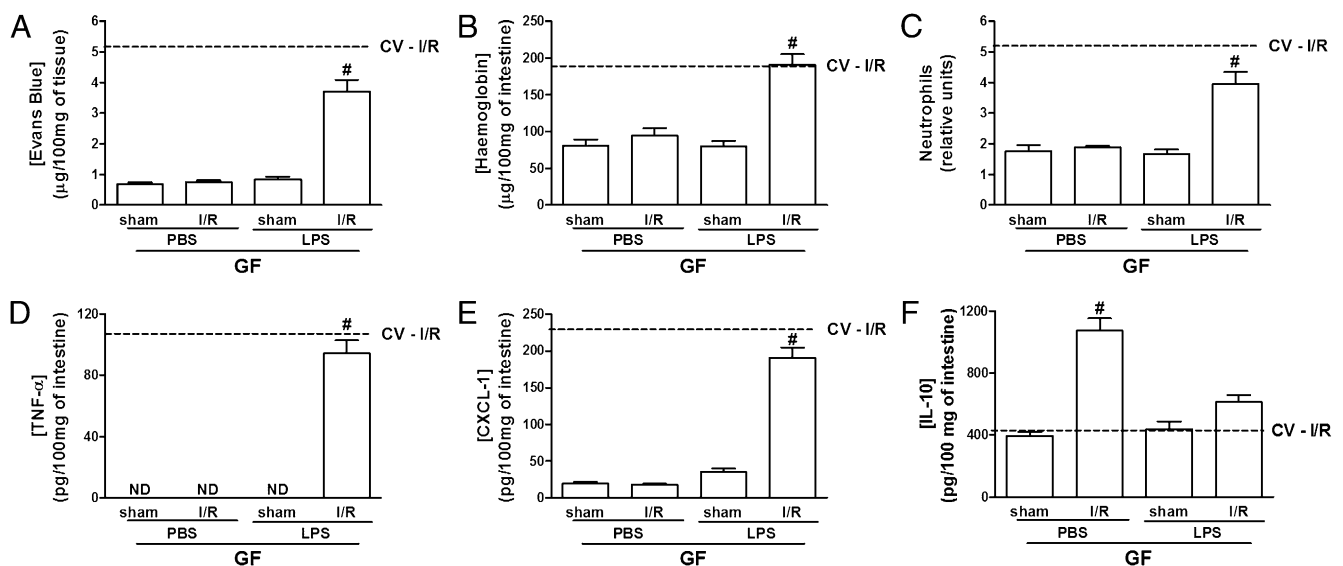 A
[Evans Blue]
(μg/100mg of tissue)
6
5
4
3
2
1
0
CV - I/R
#
sham I/R sham I/R
PBS LPS
GF
B
[Haemoglobin]
(μg/100mg of intestine)
250
200
150
100
50
0
CV - I/R
#
sham I/R sham I/R
PBS LPS
GF
C
Neutrophils
(relative units)
6
5
4
3
2
1
0
CV - I/R
#
sham I/R sham I/R
PBS LPS
GF
D
[TNF-α]
(pg/100mg of intestine)
120
80
40
0
CV - I/R
#
ND ND ND
sham I/R sham I/R
PBS LPS
GF
E
[CXCL-1]
(pg/100mg of intestine)
250
200
150
100
50
0
CV - I/R
#
sham I/R sham I/R
PBS LPS
GF
F
[IL-10]
(pg/100 mg of intestine)
1200
800
400
0
#
CV - I/R
sham I/R sham I/R
PBS LPS
GF